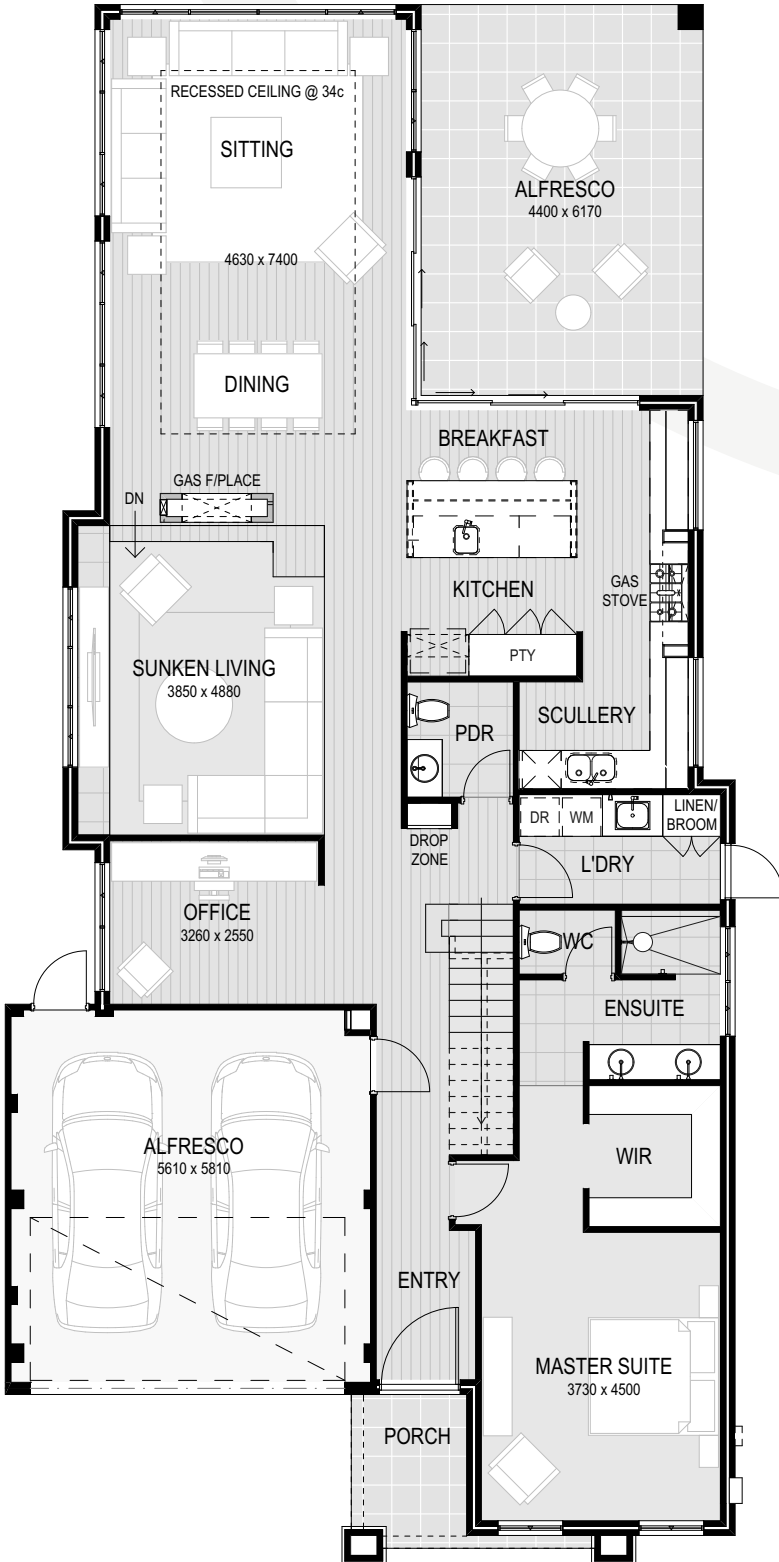 RECESSED CEILING @ 34c
SITTING
ALFRESCO
4400 x 6170
4630 x 7400
DINING
BREAKFAST
GAS F/PLACE
DN
KITCHEN
GAS
STOVE
PTY
SUNKEN LIVING
3850 x 4880
SCULLERY
PDR
DROP
ZONE
DR
WM
LINEN/
BROOM
L'DRY
OFFICE
3260 x 2550
WC
ENSUITE
ALFRESCO
5610 x 5810
WIR
ENTRY
MASTER SUITE
3730 x 4500
PORCH